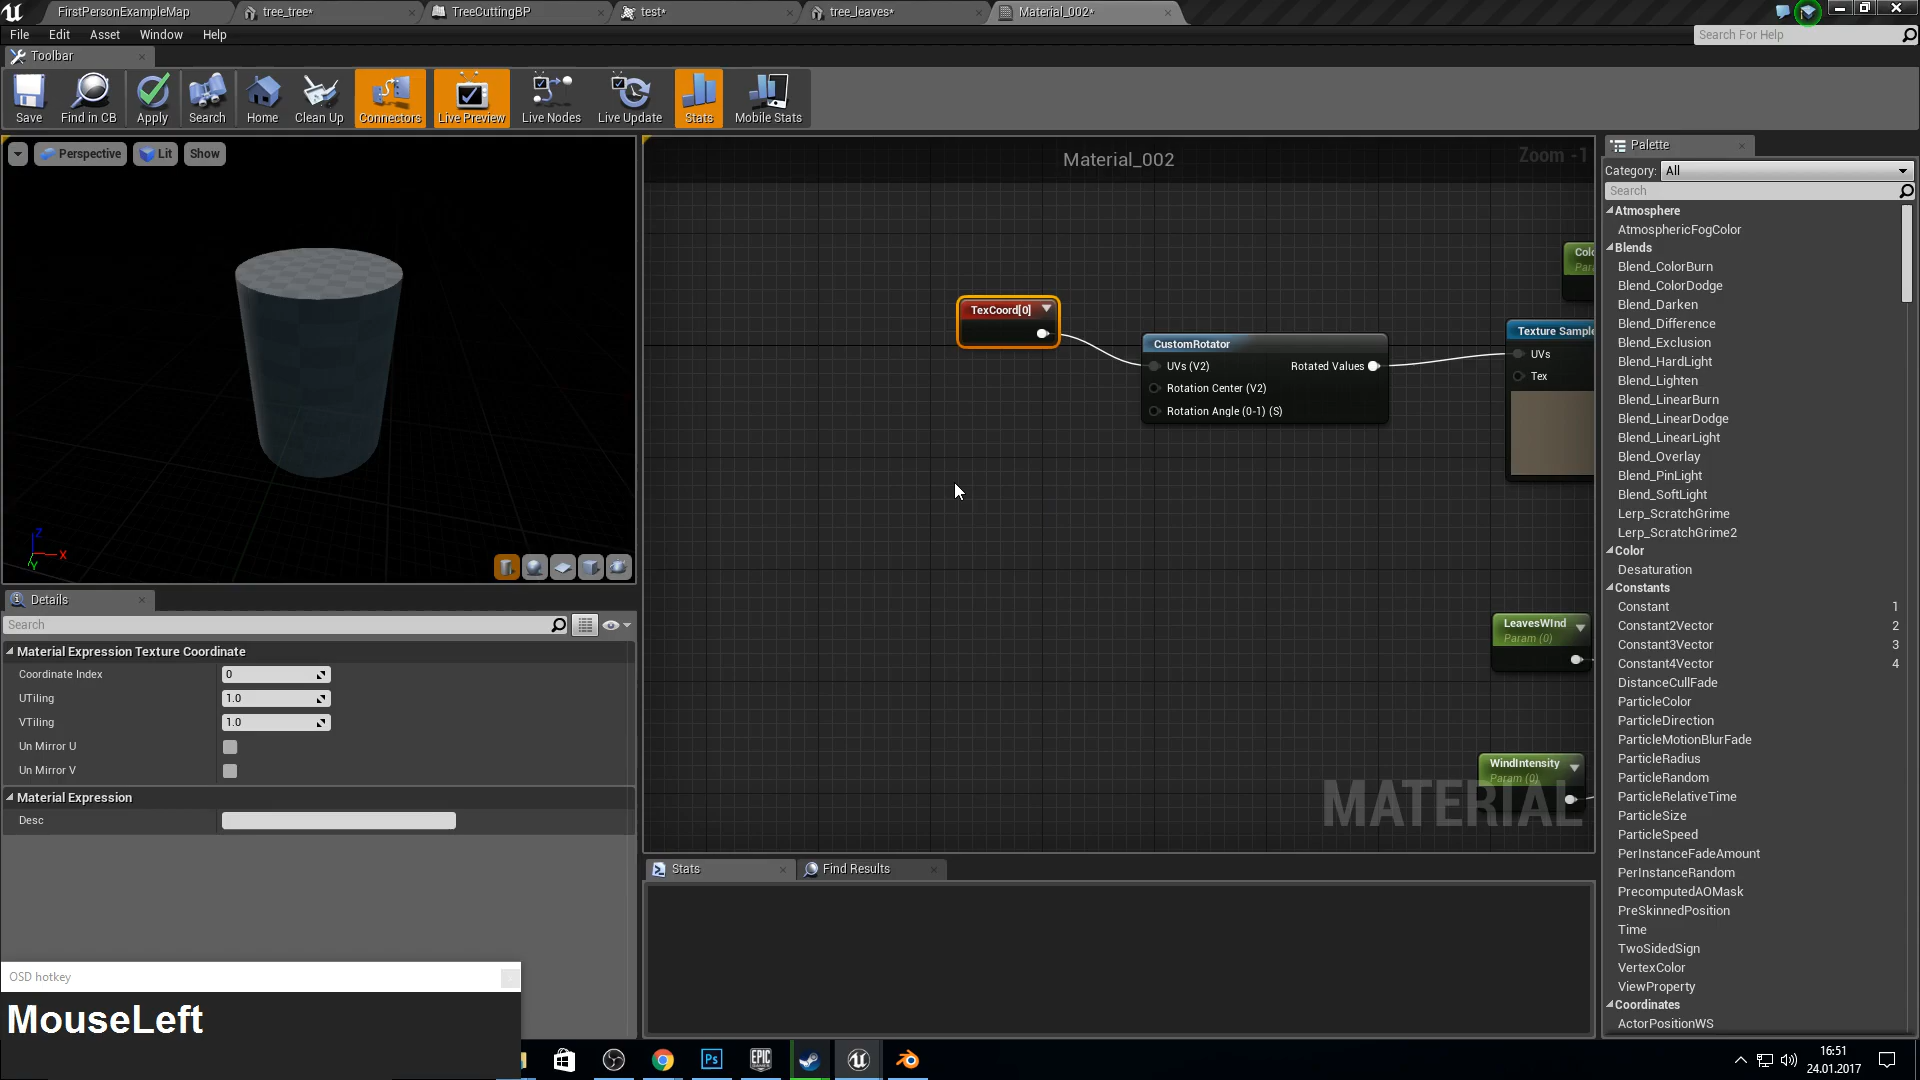 FirstPersonExampleMap
tree_tree*
TreeCuttingBP
test*
tree_leaves*
Material_002*
File Edit Asset Window Help
Search For Help
Toolbar
Save
Find in CB
Apply
Search
Home
Clean Up
Connectors
Live Preview
Live Nodes
Live Update
Stats
Mobile Stats
Perspective
Lit
Show
Z
X
Y
Details
Search
Material Expression Texture Coordinate
Coordinate Index 0
UTiling 1.0
VTiling 1.0
Un Mirror U
Un Mirror V
Material Expression
Desc
OSD hotkey
MouseLeft
Material_002
Zoom -1
TexCoord[0]
CustomRotator
UVs (V2) Rotated Values
Rotation Center (V2)
Rotation Angle (0-1) (S)
Texture Sample
UVs
Tex
LeavesWInd
Param (0)
WindIntensity
Param (0)
MATERIAL
Stats
Find Results
Palette
Category: All
Search
Atmosphere
AtmosphericFogColor
Blends
Blend_ColorBurn
Blend_ColorDodge
Blend_Darken
Blend_Difference
Blend_Exclusion
Blend_HardLight
Blend_Lighten
Blend_LinearBurn
Blend_LinearDodge
Blend_LinearLight
Blend_Overlay
Blend_PinLight
Blend_SoftLight
Lerp_ScratchGrime
Lerp_ScratchGrime2
Color
Desaturation
Constants
Constant 1
Constant2Vector 2
Constant3Vector 3
Constant4Vector 4
DistanceCullFade
ParticleColor
ParticleDirection
ParticleMotionBlurFade
ParticleRadius
ParticleRandom
ParticleRelativeTime
ParticleSize
ParticleSpeed
PerInstanceFadeAmount
PerInstanceRandom
PrecomputedAOMask
PreSkinnedPosition
Time
TwoSidedSign
VertexColor
ViewProperty
Coordinates
ActorPositionWS
Ps
EPIC
GAMES
16:51
24.01.2017